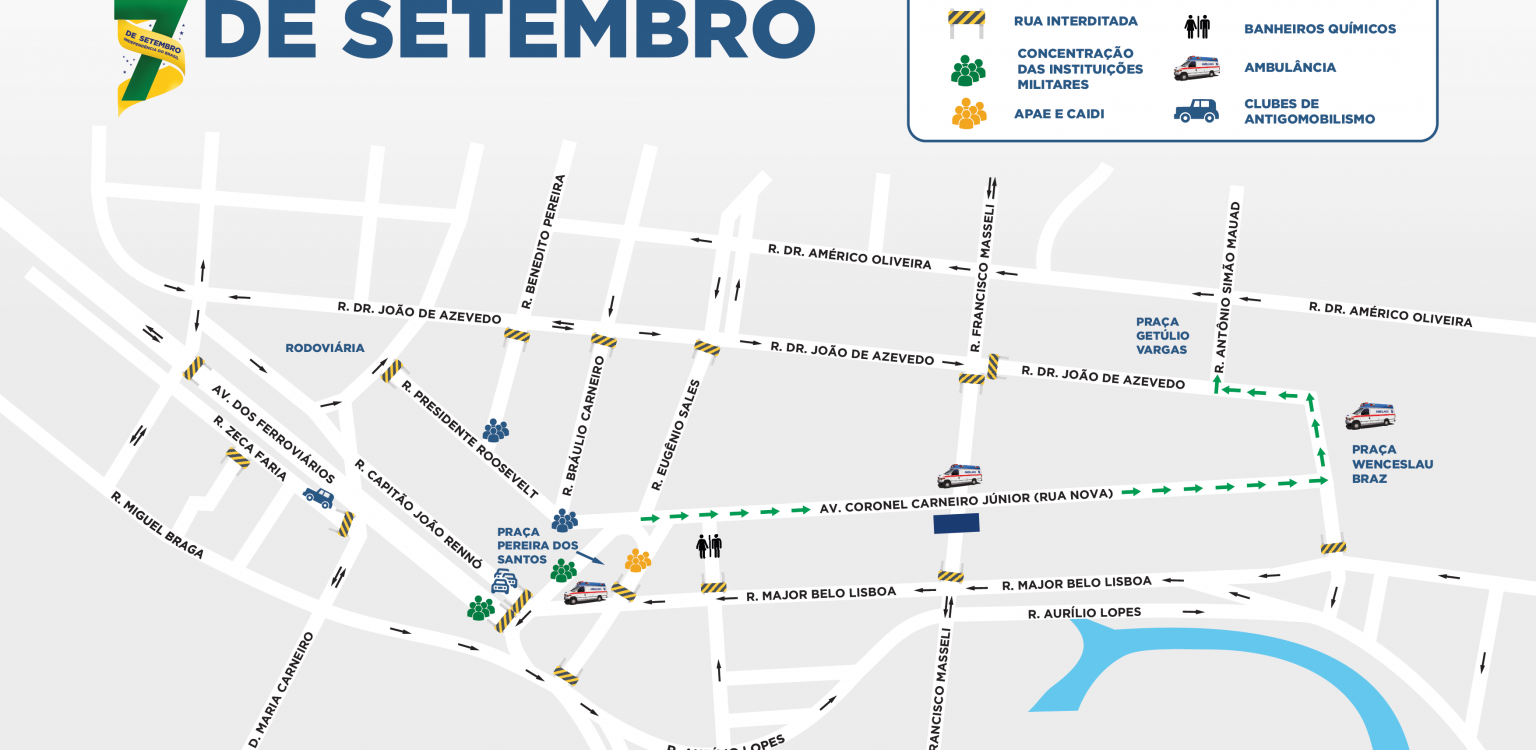 7
DE SETEMBRO
INDEPENDÊNCIA DO BRASIL
DE SETEMBRO
RUA INTERDITADA
BANHEIROS QUÍMICOS
CONCENTRAÇÃO
DAS INSTITUIÇÕES
MILITARES
AMBULÂNCIA
APAE E CAIDI
CLUBES DE
ANTIGOMOBILISMO
R. BENEDITO PEREIRA
R. FRANCISCO MASSELI
R. ANTÔNIO SIMÃO MAUAD
R. DR. AMÉRICO OLIVEIRA
R. DR. AMÉRICO OLIVEIRA
R. DR. JOÃO DE AZEVEDO
R. DR. JOÃO DE AZEVEDO
R. DR. JOÃO DE AZEVEDO
PRAÇA
GETÚLIO
VARGAS
RODOVIÁRIA
R. PRESIDENTE ROOSEVELT
R. BRÁULIO CARNEIRO
R. EUGÊNIO SALES
AV. DOS FERROVIÁRIOS
R. ZECA FARIA
R. CAPITÃO JOÃO RENNÓ
R. MIGUEL BRAGA
PRAÇA
WENCESLAU
BRAZ
AV. CORONEL CARNEIRO JÚNIOR (RUA NOVA)
PRAÇA
PEREIRA DOS
SANTOS
R. MAJOR BELO LISBOA
R. MAJOR BELO LISBOA
R. AURÍLIO LOPES
D. MARIA CARNEIRO
FRANCISCO MASSELI
R. AURÍLIO LOPES